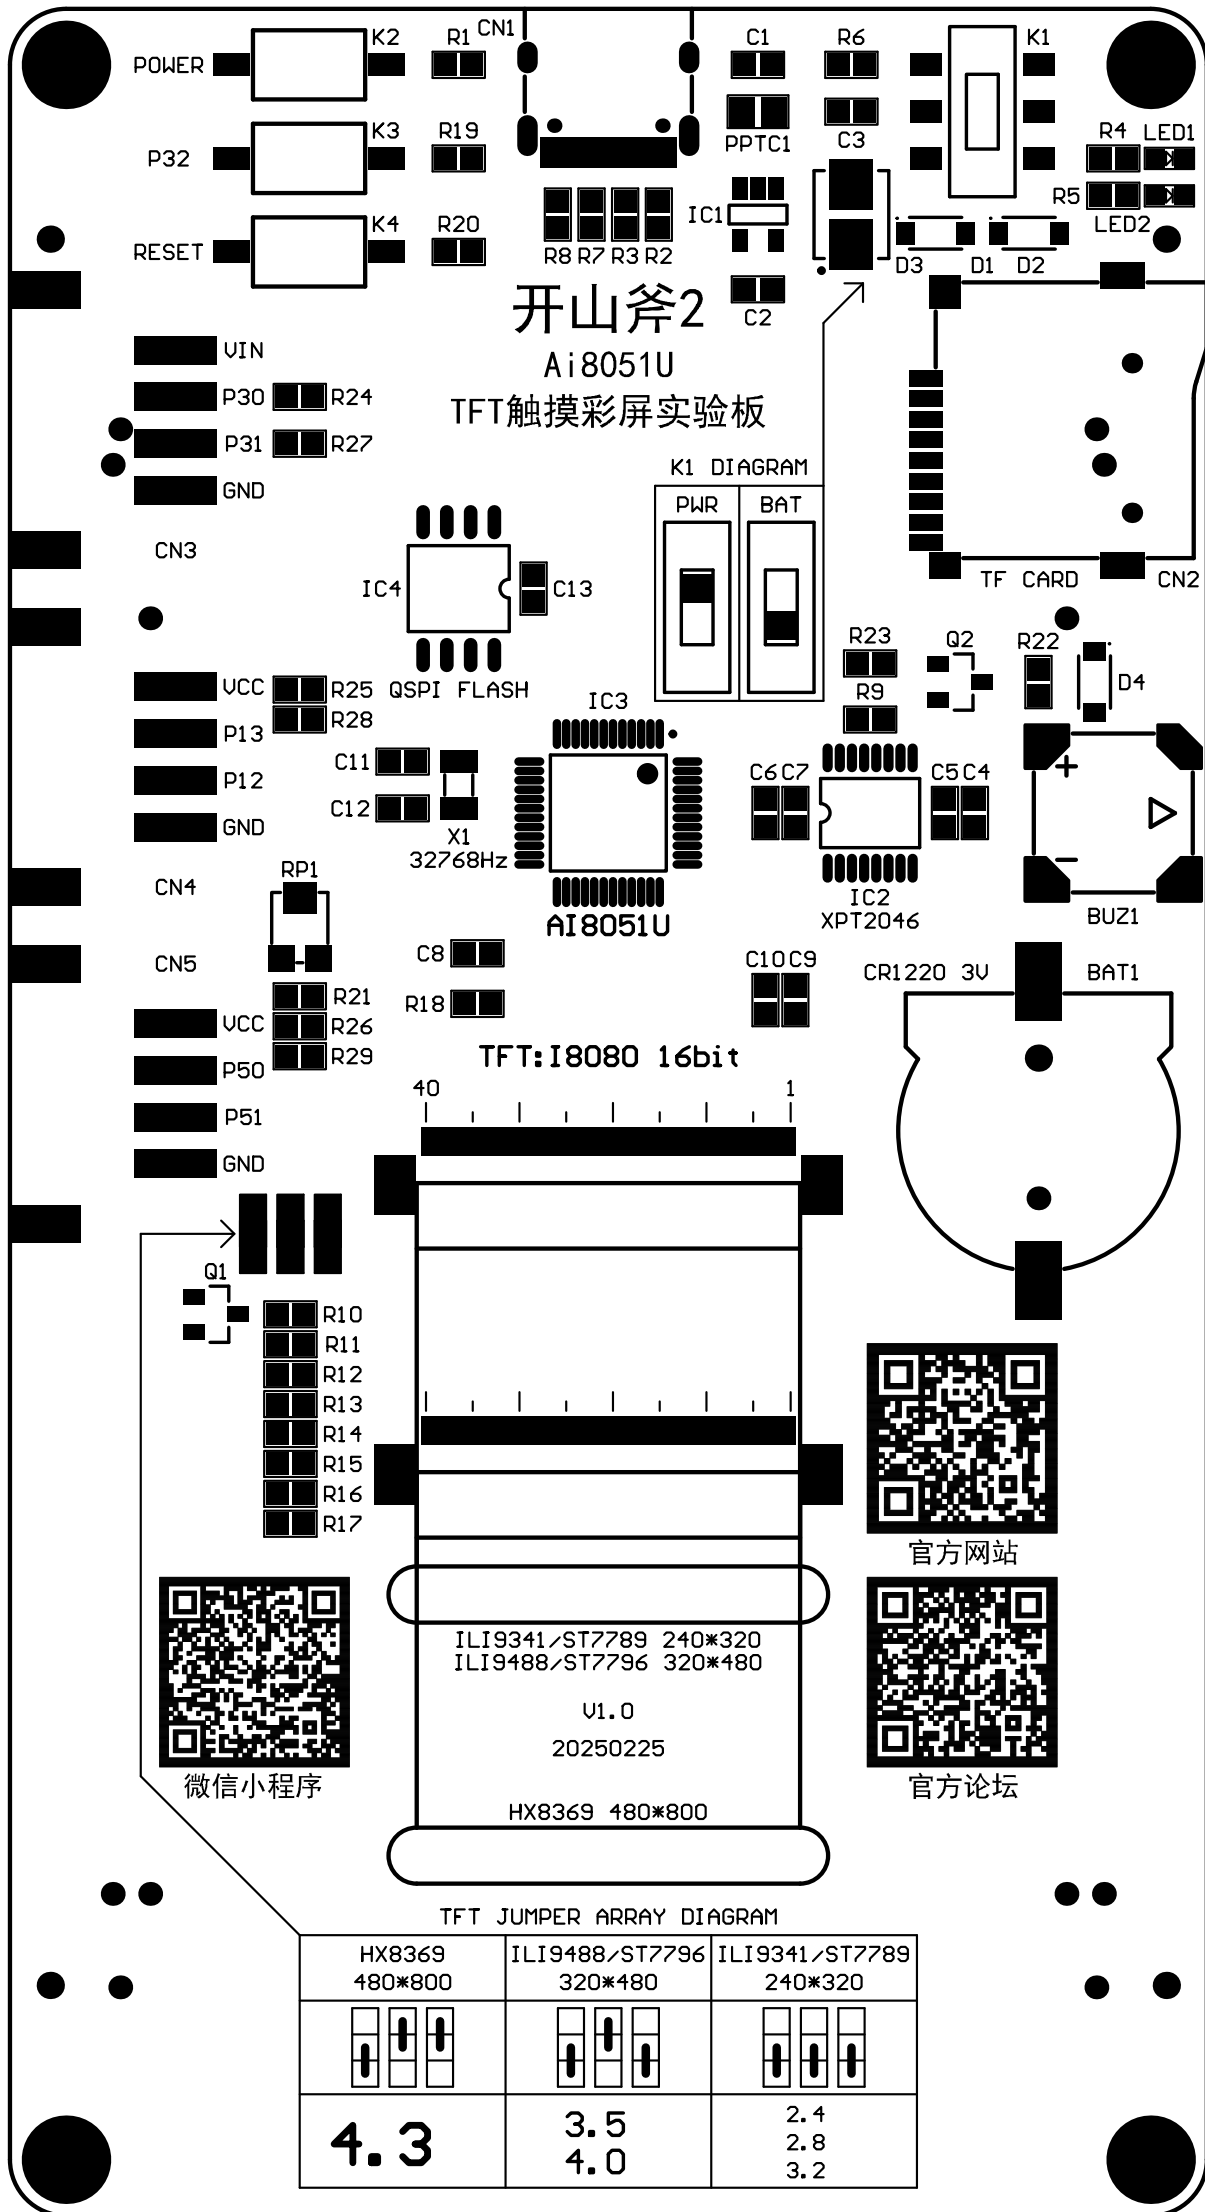 POWER
K2
R1
CN1
C1
R6
K1
P32
K3
R19
PPTC1
C3
R4
LED1
R5
LED2
RESET
K4
R20
R8
R7
R3
R2
IC1
C2
D3
D1
D2
开山斧2
Ai8051U
TFT触摸彩屏实验板
VIN
P30
R24
P31
R27
GND
K1 DIAGRAM
PWR
BAT
CN3
IC4
C13
QSPI FLASH
TF CARD
CN2
R23
R9
Q2
R22
D4
VCC
R25
R28
P13
P12
GND
C11
C12
X1
32768Hz
IC3
AI8051U
C6
C7
C5
C4
IC2
XPT2046
BUZ1
CN4
RP1
CN5
C8
R18
C10
C9
CR1220 3V
BAT1
VCC
R21
R26
R29
P50
P51
GND
TFT:I8080 16bit
40
1
Q1
R10
R11
R12
R13
R14
R15
R16
R17
官方网站
ILI9341/ST7789 240*320
ILI9488/ST7796 320*480
V1.0
20250225
HX8369 480*800
微信小程序
官方论坛
TFT JUMPER ARRAY DIAGRAM
HX8369
480*800
ILI9488/ST7796
320*480
ILI9341/ST7789
240*320
4.3
3.5
4.0
2.4
2.8
3.2